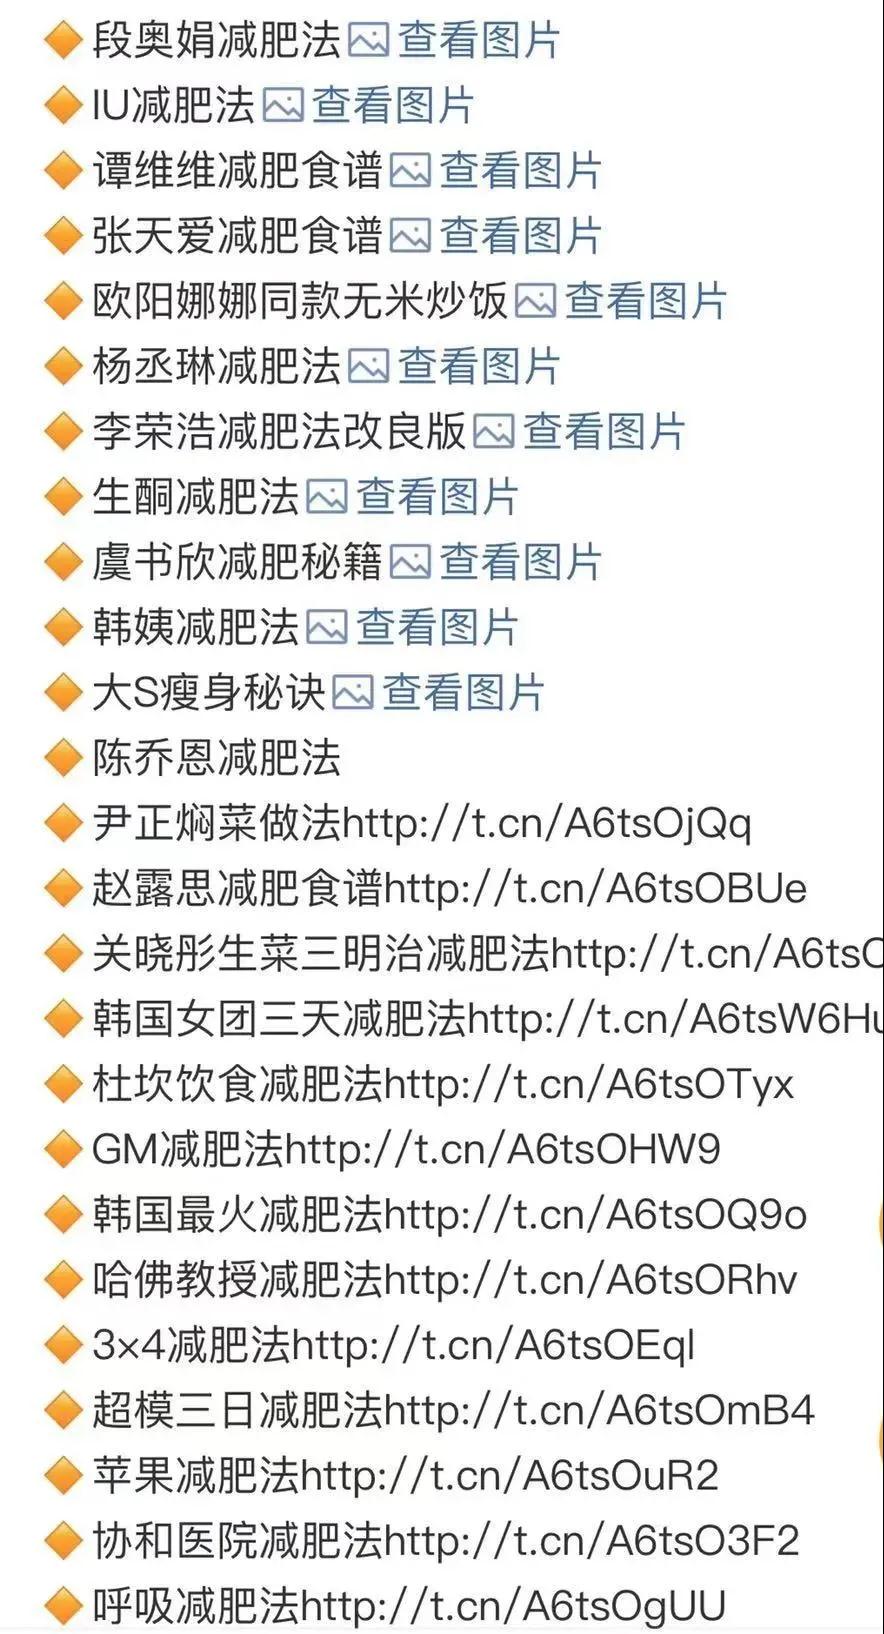 🔶段奥娟减肥法查看图片
🔶IU减肥法查看图片
🔶谭维维减肥食谱查看图片
🔶张天爱减肥食谱查看图片
🔶欧阳娜娜同款无米炒饭查看图片
🔶杨丞琳减肥法查看图片
🔶李荣浩减肥法改良版查看图片
🔶生酮减肥法查看图片
🔶虞书欣减肥秘籍查看图片
🔶韩姨减肥法查看图片
🔶大S瘦身秘诀查看图片
🔶陈乔恩减肥法
🔶尹正焖菜做法http://t.cn/A6tsOjQq
🔶赵露思减肥食谱http://t.cn/A6tsOBUe
🔶关晓彤生菜三明治减肥法http://t.cn/A6tsO
🔶韩国女团三天减肥法http://t.cn/A6tsW6Hu
🔶杜坎饮食减肥法http://t.cn/A6tsOTyx
🔶GM减肥法http://t.cn/A6tsOHW9
🔶韩国最火减肥法http://t.cn/A6tsOQ9o
🔶哈佛教授减肥法http://t.cn/A6tsORhv
🔶3×4减肥法http://t.cn/A6tsOEql
🔶超模三日减肥法http://t.cn/A6tsOmB4
🔶苹果减肥法http://t.cn/A6tsOuR2
🔶协和医院减肥法http://t.cn/A6tsO3F2
🔶呼吸减肥法http://t.cn/A6tsOgUU